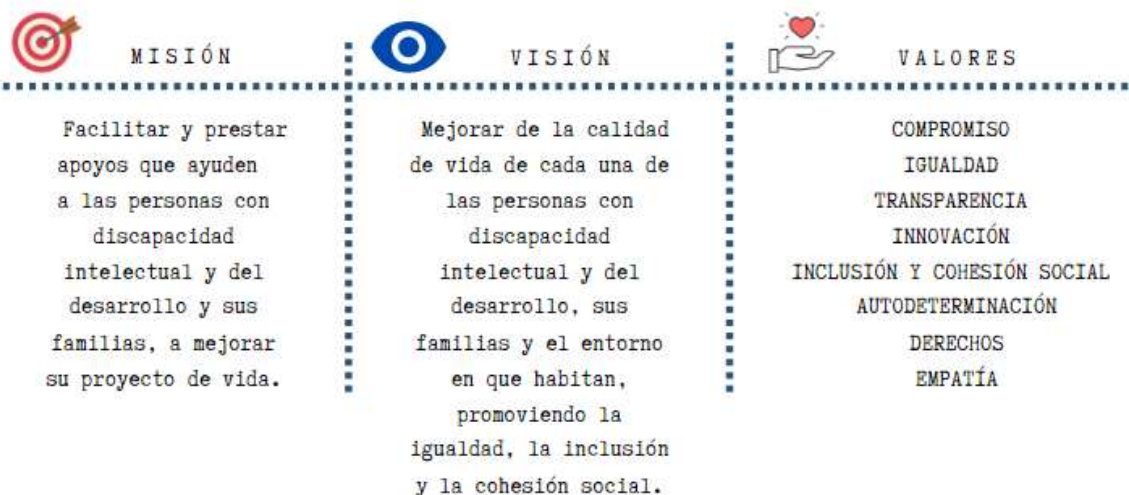 MISIÓN
Facilitar y prestar
apoyos que ayuden
a las personas con
discapacidad
intelectual y del
desarrollo y sus
familias, a mejorar
su proyecto de vida.
VISIÓN
Mejorar de la calidad
de vida de cada una de
las personas con
discapacidad
intelectual y del
desarrollo, sus
familias y el entorno
en que habitan,
promoviendo la
igualdad, la inclusión
y la cohesión social.
VALORES
COMPROMISO
IGUALDAD
TRANSPARENCIA
INNOVACIÓN
INCLUSIÓN Y COHESIÓN SOCIAL
AUTODETERMINACIÓN
DERECHOS
EMPATÍA